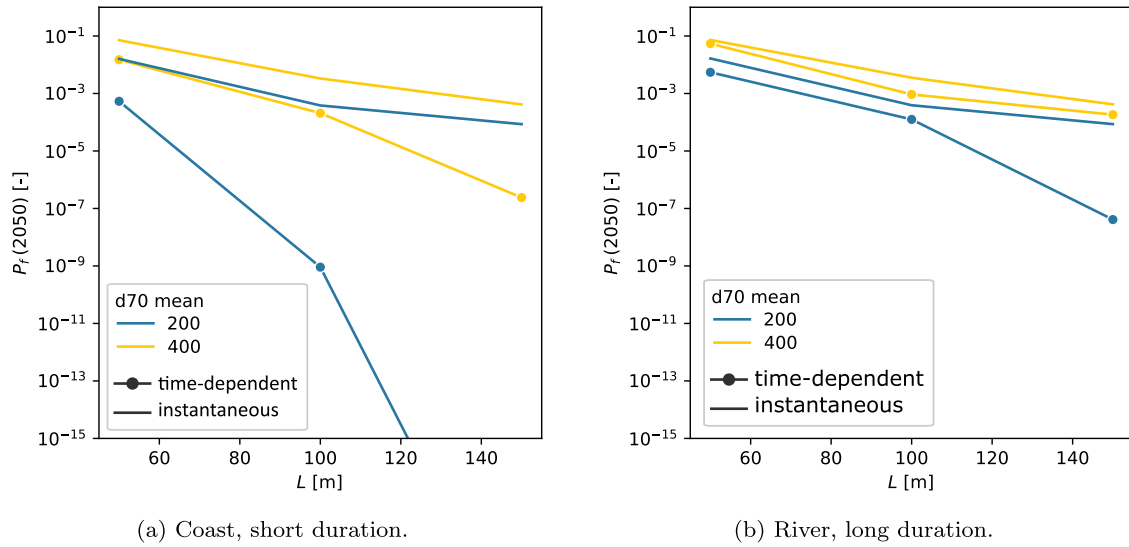 10⁻¹
10⁻³
10⁻⁵
10⁻⁷
10⁻⁹
10⁻¹¹
10⁻¹³
10⁻¹⁵
P_f (2050) [-]
d70 mean
200
400
time-dependent
instantaneous
60 80 100 120 140
L [m]
(a) Coast, short duration.
10⁻¹
10⁻³
10⁻⁵
10⁻⁷
10⁻⁹
10⁻¹¹
10⁻¹³
10⁻¹⁵
P_f (2050) [-]
d70 mean
200
400
time-dependent
instantaneous
60 80 100 120 140
L [m]
(b) River, long duration.